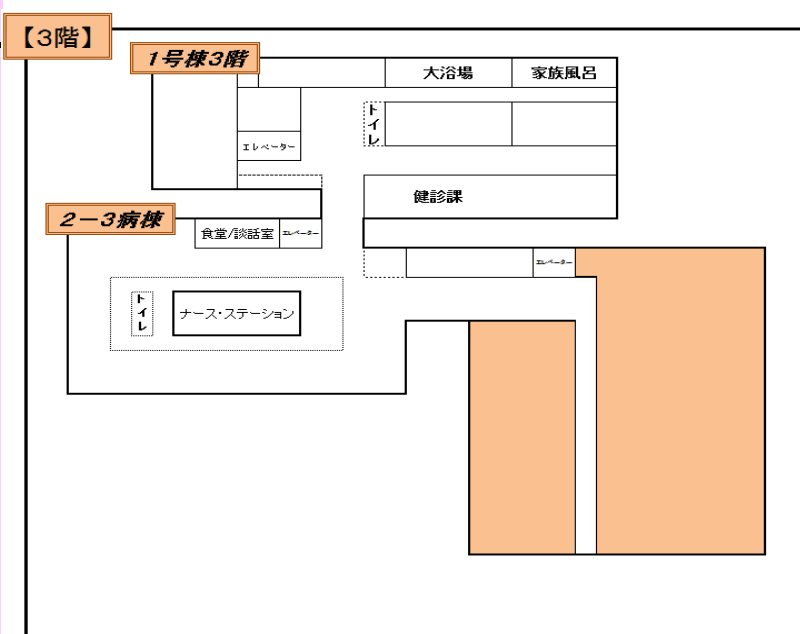 【3階】
1号棟3階
大浴場
家族風呂
トイレ
エレベーター
健診課
2－3病棟
食堂/談話室
エレベーター
エレベーター
トイレ
ナース・ステーション